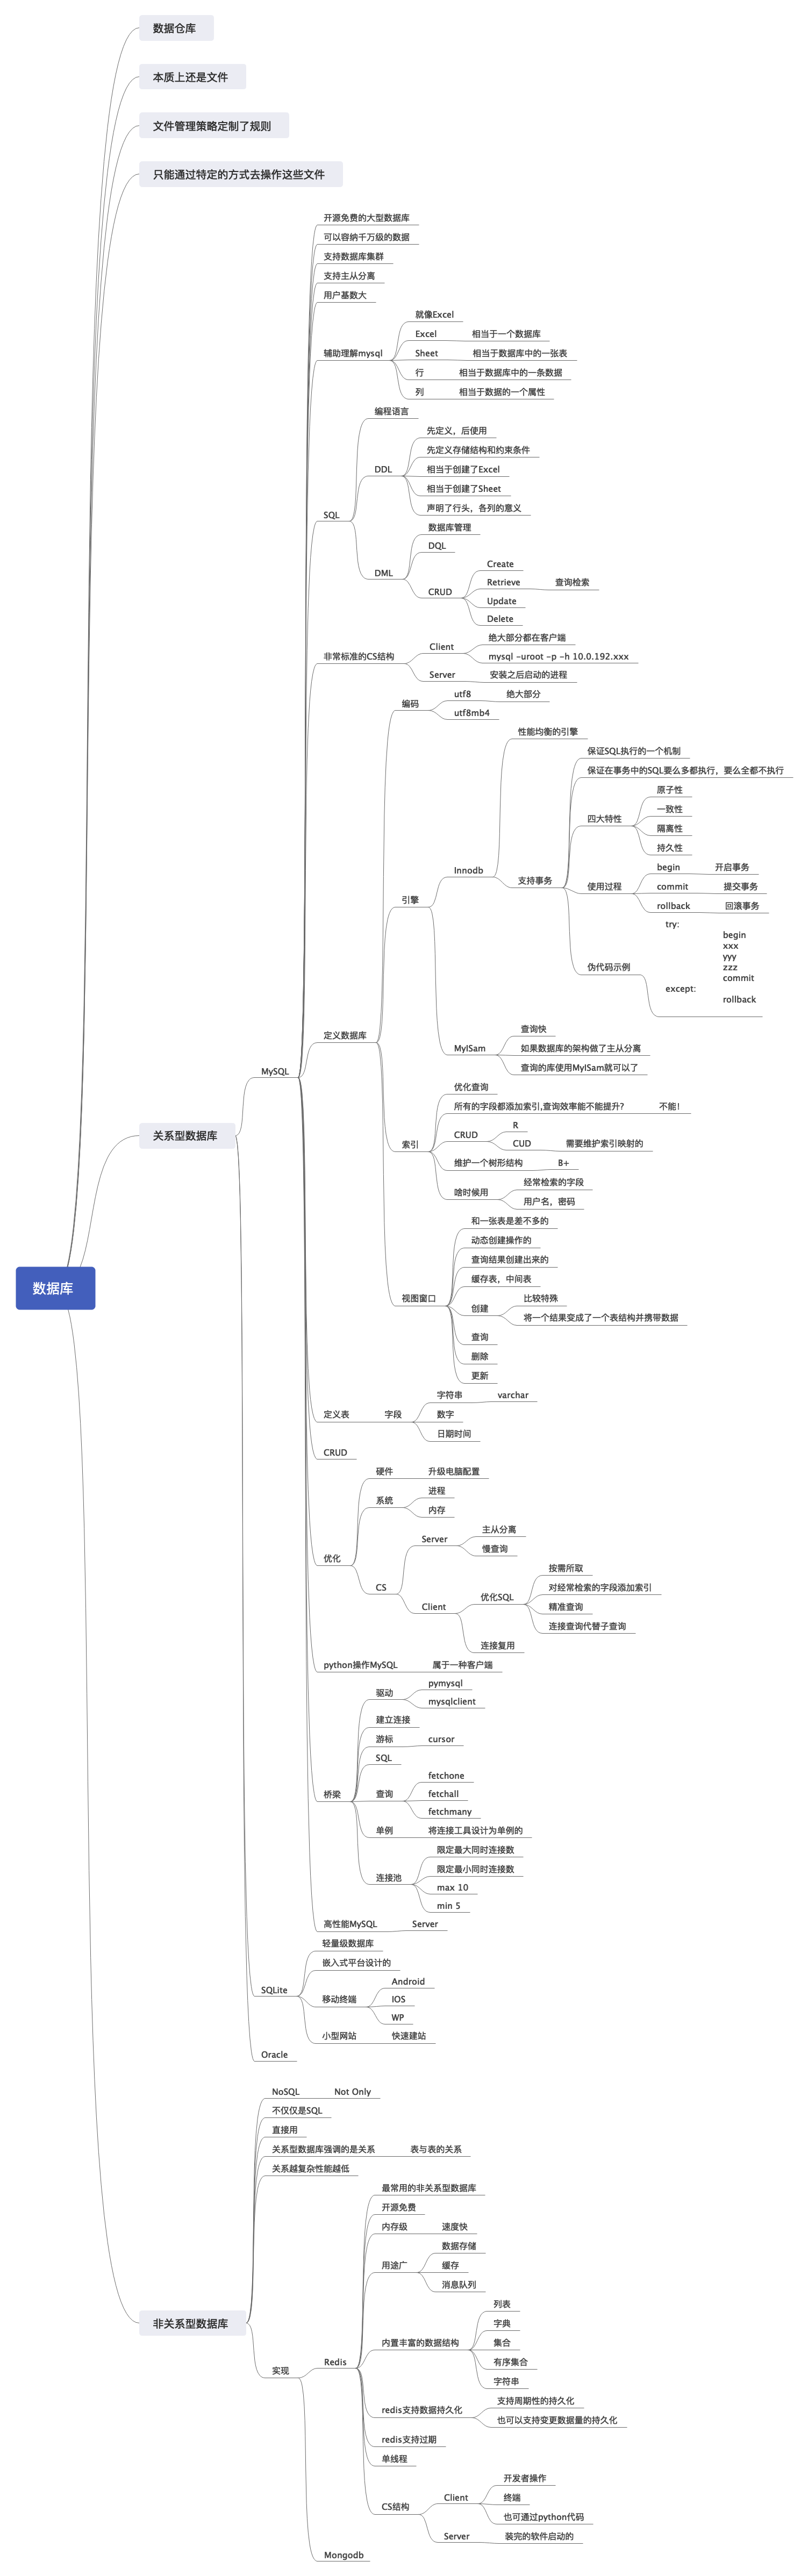 数据仓库
本质上还是文件
文件管理策略定制了规则
只能通过特定的方式去操作这些文件
开源免费的大型数据库
可以容纳千万级的数据
支持数据库集群
支持主从分离
用户基数大
就像Excel
Excel
相当于一个数据库
辅助理解mysql
Sheet
相当于数据库中的一张表
行
相当于数据库中的一条数据
列
相当于数据的一个属性
编程语言
先定义，后使用
先定义存储结构和约束条件
DDL
相当于创建了Excel
相当于创建了Sheet
声明了行头，各列的意义
SQL
数据库管理
DQL
DML
Create
CRUD
Retrieve
查询检索
Update
Delete
非常标准的CS结构
Client
绝大部分都在客户端
mysql -uroot -p -h 10.0.192.xxx
Server
安装之后启动的进程
编码
utf8
绝大部分
utf8mb4
性能均衡的引擎
保证SQL执行的一个机制
保证在事务中的SQL要么多都执行，要么全都不执行
四大特性
原子性
一致性
隔离性
持久性
Innodb
支持事务
使用过程
begin
开启事务
commit
提交事务
rollback
回滚事务
引擎
伪代码示例
try:
begin
xxx
yyy
zzz
commit
except:
rollback
定义数据库
MyISam
查询快
如果数据库的架构做了主从分离
查询的库使用MyISam就可以了
MySQL
优化查询
所有的字段都添加索引,查询效率能不能提升?
不能!
索引
CRUD
R
CUD
需要维护索引映射的
维护一个树形结构
B+
啥时候用
经常检索的字段
用户名，密码
关系型数据库
和一张表是差不多的
动态创建操作的
查询结果创建出来的
缓存表，中间表
视图窗口
创建
比较特殊
将一个结果变成了一个表结构并携带数据
查询
删除
更新
数据库
定义表
字段
字符串
varchar
数字
日期时间
CRUD
硬件
升级电脑配置
系统
进程
内存
优化
CS
Server
主从分离
慢查询
Client
优化SQL
按需所取
对经常检索的字段添加索引
精准查询
连接查询代替子查询
连接复用
python操作MySQL
属于一种客户端
驱动
pymysql
mysqlclient
建立连接
游标
cursor
SQL
桥梁
查询
fetchone
fetchall
fetchmany
单例
将连接工具设计为单例的
连接池
限定最大同时连接数
限定最小同时连接数
max 10
min 5
高性能MySQL
Server
轻量级数据库
嵌入式平台设计的
SQLite
移动终端
Android
IOS
WP
小型网站
快速建站
Oracle
NoSQL
Not Only
不仅仅是SQL
直接用
关系型数据库强调的是关系
表与表的关系
关系越复杂性能越低
最常用的非关系型数据库
开源免费
内存级
速度快
用途广
数据存储
缓存
消息队列
非关系型数据库
内置丰富的数据结构
列表
字典
集合
有序集合
字符串
实现
Redis
redis支持数据持久化
支持周期性的持久化
也可以支持变更数据量的持久化
redis支持过期
单线程
CS结构
Client
开发者操作
终端
也可通过python代码
Server
装完的软件启动的
Mongodb